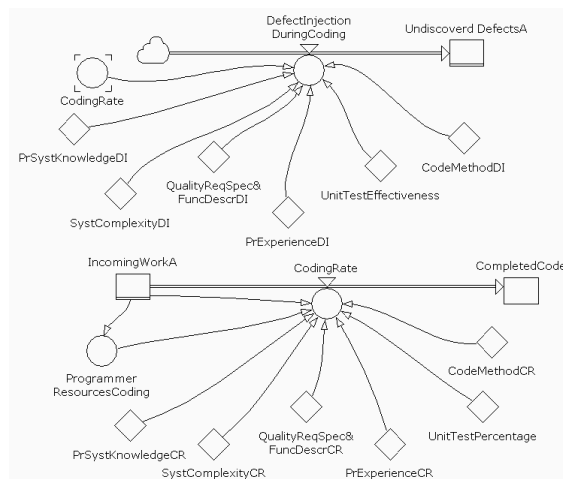 DefectInjection
DuringCoding
Undiscoverd DefectsA
CodingRate
PrSystKnowledgeDI
CodeMethodDI
QualityReqSpec&
FuncDescrDI
UnitTestEffectiveness
SystComplexityDI
PrExperienceDI
IncomingWorkA
CodingRate
CompletedCode
Programmer
ResourcesCoding
CodeMethodCR
PrSystKnowledgeCR
QualityReqSpec&
FuncDescrCR
UnitTestPercentage
SystComplexityCR
PrExperienceCR